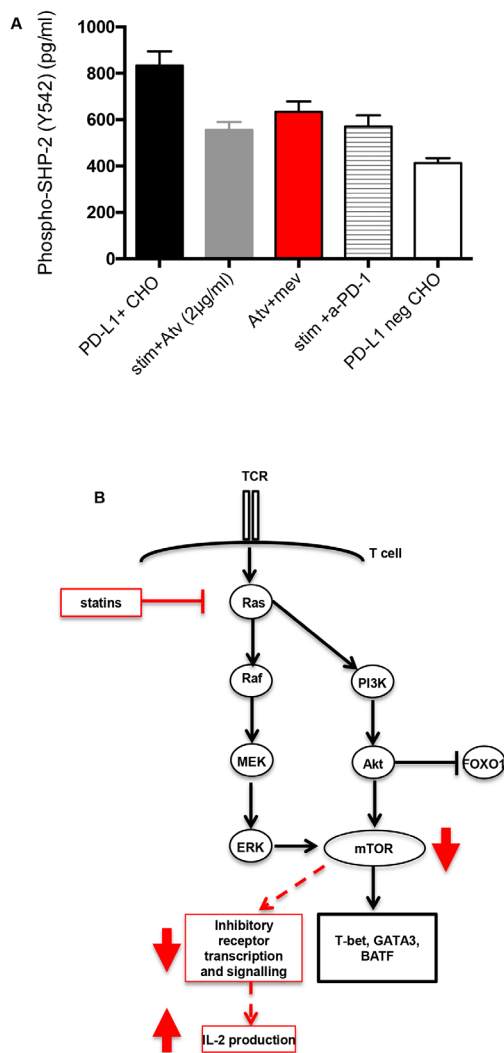 A
Phospho-SHP-2 (Y542) (pg/ml)
1000
800
600
400
200
0
PD-L1+ CHO
stim+Atv (2µg/ml)
Atv+mev
stim +a-PD-1
PD-L1 neg CHO
B
TCR
T cell
statins
Ras
Raf
PI3K
MEK
Akt
FOXO1
ERK
mTOR
Inhibitory
receptor
transcription
and signalling
T-bet, GATA3,
BATF
IL-2 production